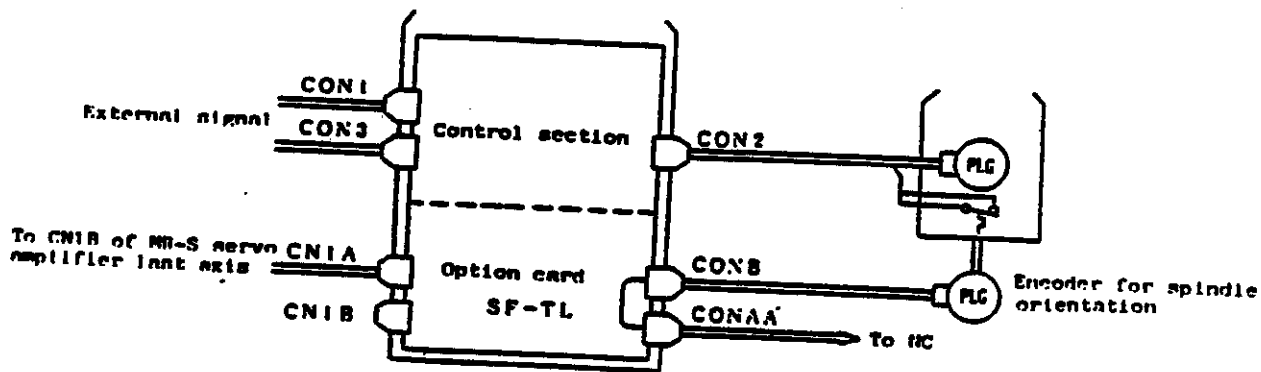 CON1
External signal
CON3
Control section
CON2
PLG
To CN1B of MR-S servo
amplifier last axis
CN1A
CN1B
Option card
SF-TL
CON8
CONAA
PLG
Encoder for spindle
orientation
To NC